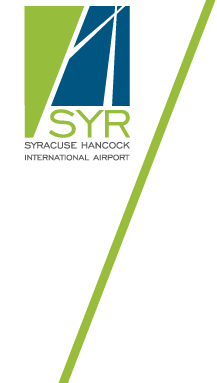 SYR
SYRACUSE HANCOCK
INTERNATIONAL AIRPORT